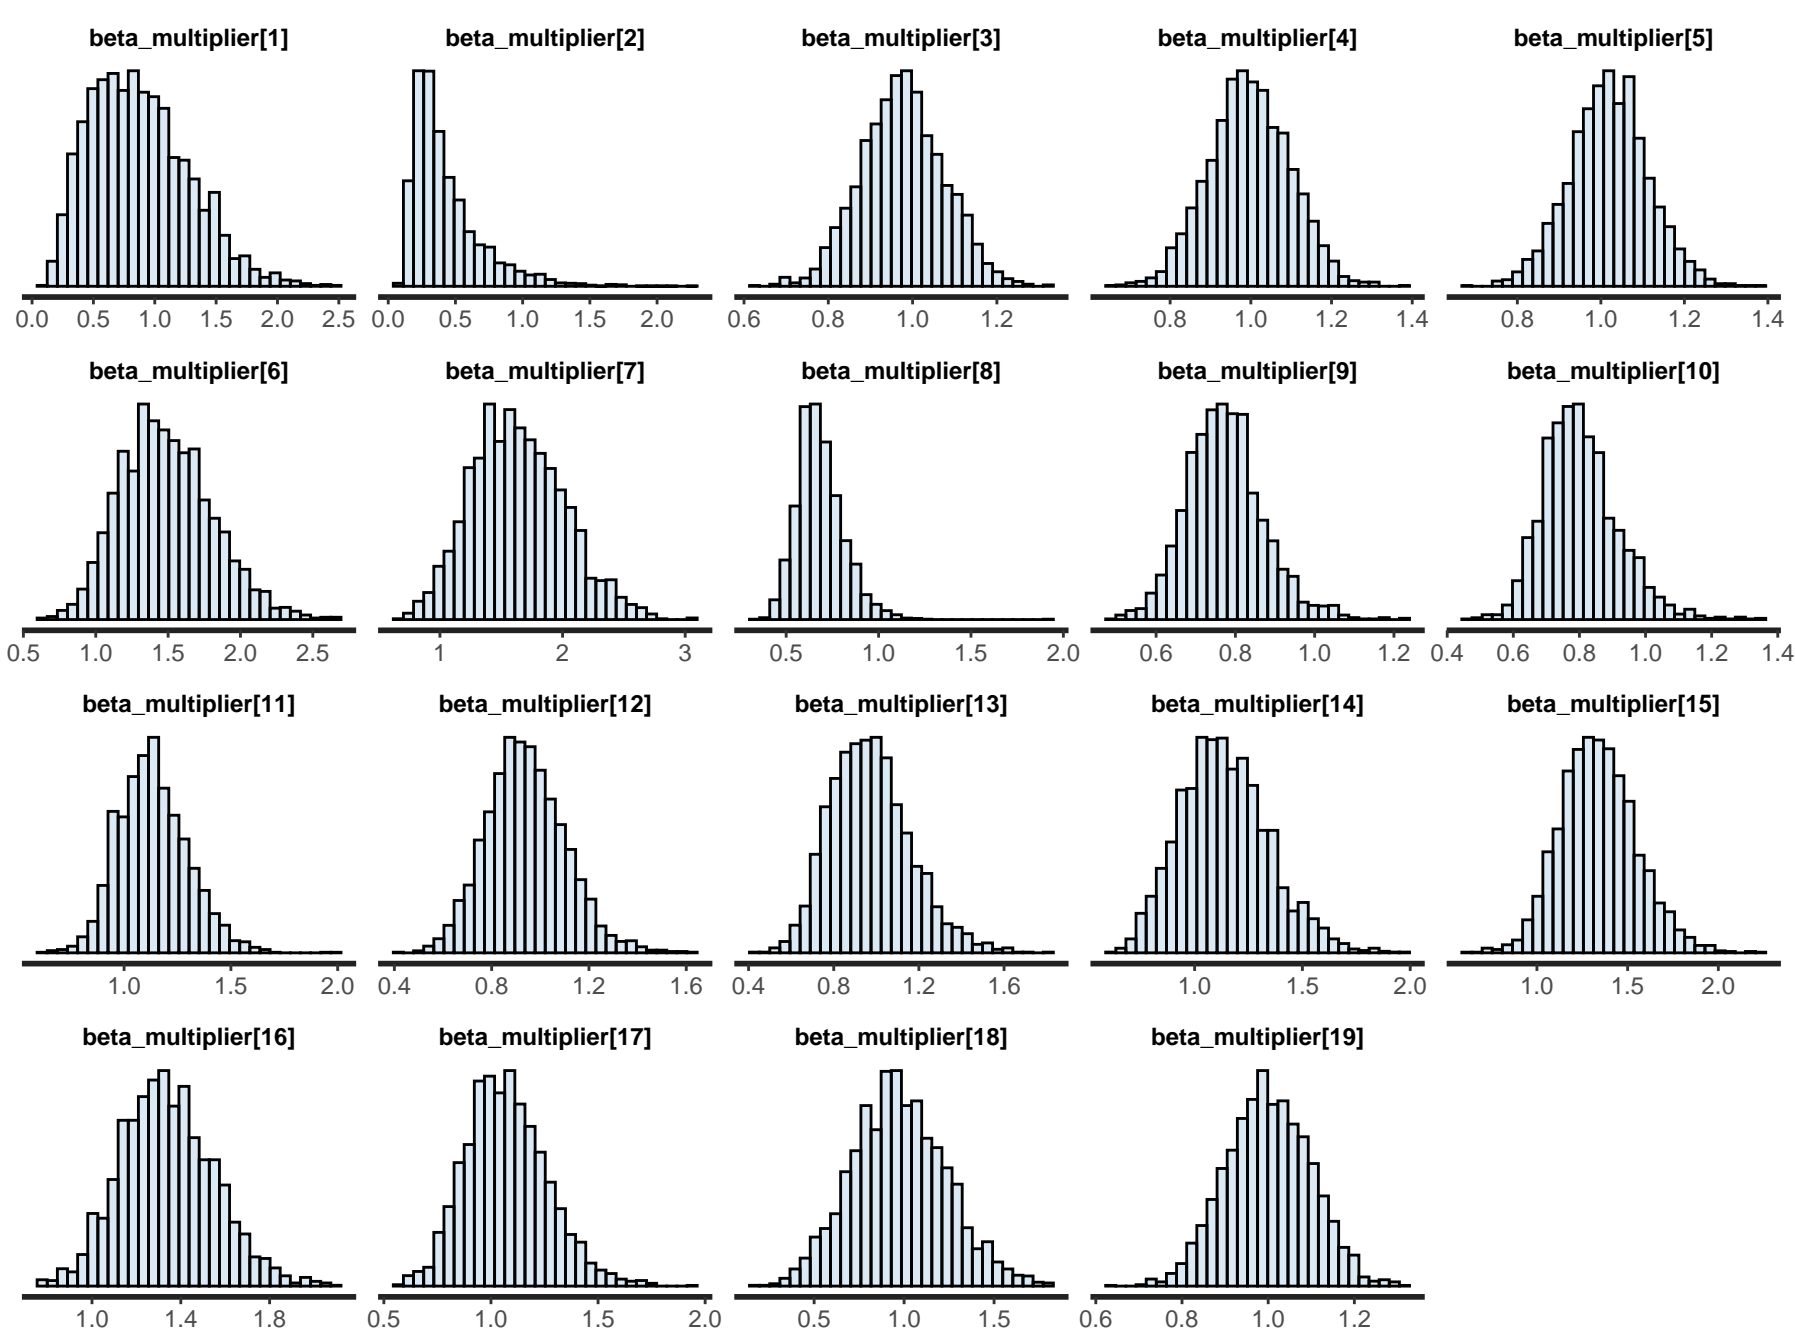 beta_multiplier[1] beta_multiplier[2] beta_multiplier[3] beta_multiplier[4] beta_multiplier[5]
0.0 0.5 1.0 1.5 2.0 2.5 0.0 0.5 1.0 1.5 2.0 0.6 0.8 1.0 1.2 0.8 1.0 1.2 1.4 0.8 1.0 1.2 1.4
beta_multiplier[6] beta_multiplier[7] beta_multiplier[8] beta_multiplier[9] beta_multiplier[10]
0.5 1.0 1.5 2.0 2.5 1 2 3 0.5 1.0 1.5 2.0 0.6 0.8 1.0 1.2 0.4 0.6 0.8 1.0 1.2 1.4
beta_multiplier[11] beta_multiplier[12] beta_multiplier[13] beta_multiplier[14] beta_multiplier[15]
1.0 1.5 2.0 0.4 0.8 1.2 1.6 0.4 0.8 1.2 1.6 1.0 1.5 2.0 1.0 1.5 2.0
beta_multiplier[16] beta_multiplier[17] beta_multiplier[18] beta_multiplier[19]
1.0 1.4 1.8 0.5 1.0 1.5 2.0 0.5 1.0 1.5 0.6 0.8 1.0 1.2